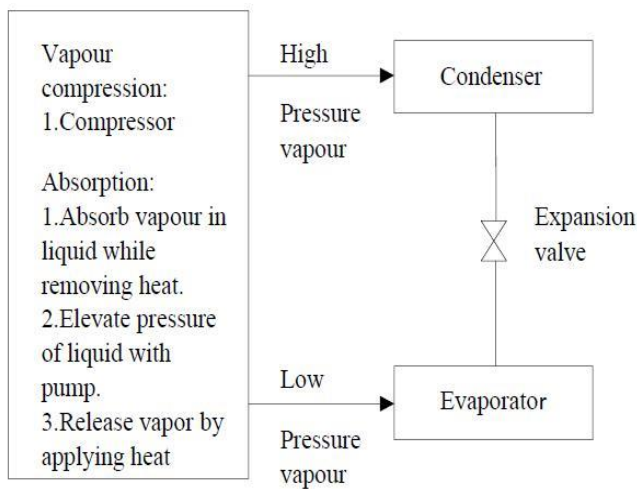 Vapour
compression:
1.Compressor
Absorption:
1.Absorb vapour in
liquid while
removing heat.
2.Elevate pressure
of liquid with
pump.
3.Release vapor by
applying heat
High
Pressure
vapour
Condenser
Expansion
valve
Low
Pressure
vapour
Evaporator